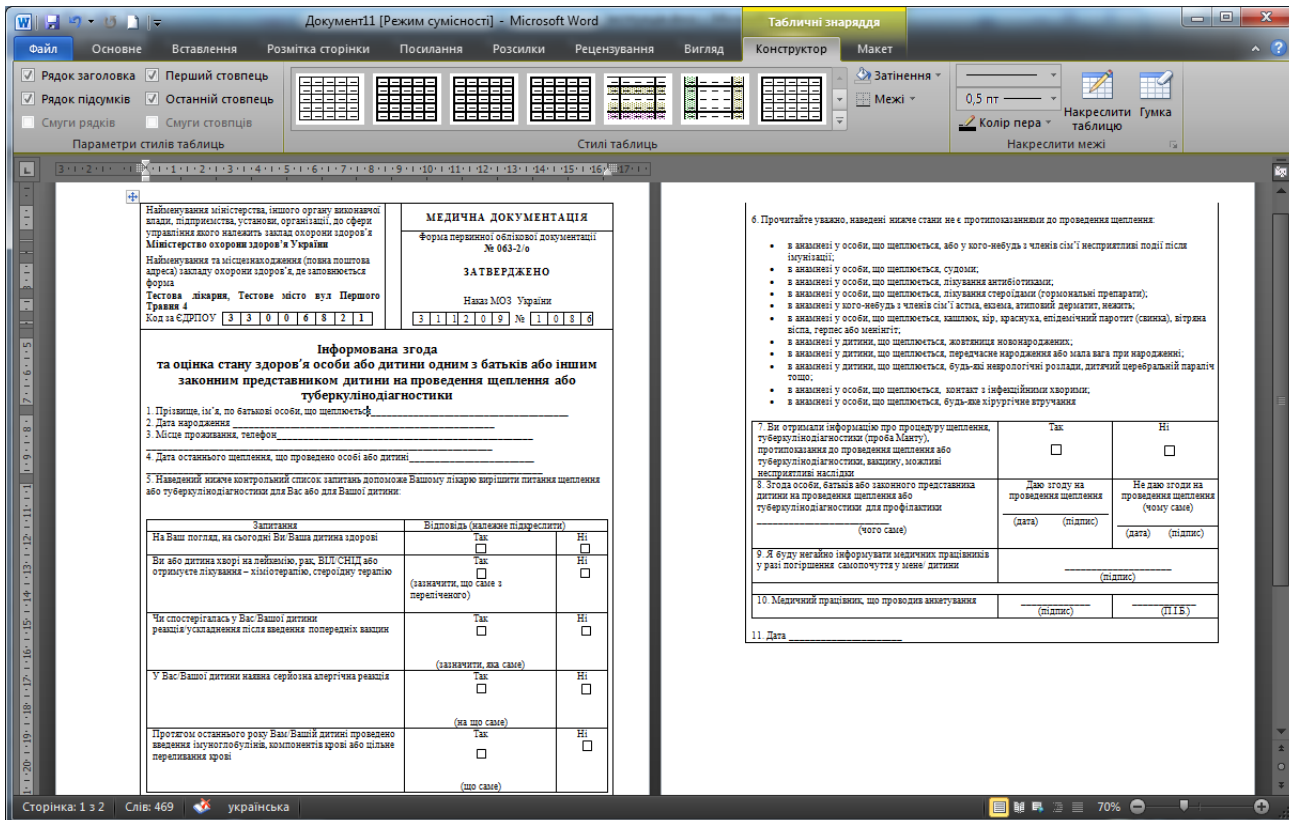 Документ11 [Режим сумісності] - Microsoft Word
Табличні знаряддя
Файл Основне Вставлення Розмітка сторінки Посилання Розсилки Рецензування Вигляд Конструктор Макет
Рядок заголовка Перший стовпець
Рядок підсумків Останній стовпець
Смуги рядків Смуги стовпців
Параметри стилів таблиць
Стилі таблиць
Затінення
Межі
0,5 пт
Колір пера
Накреслити таблицю
Гумка
Накреслити межі
Найменування міністерства, іншого органу виконавчої
влади, підприємства, установи, організації, до сфери
управління якого належить заклад охорони здоров’я
Міністерство охорони здоров’я України
Найменування та місцезнаходження (повна поштова
адреса) закладу охорони здоров’я, де заповнюється
форма
Тестова лікарня, Тестове місто вул Першого
Травня 4
Код за ЄДРПОУ 3 3 0 0 6 8 2 1
МЕДИЧНА ДОКУМЕНТАЦІЯ
Форма первинної облікової документації
№ 063-2/о
ЗАТВЕРДЖЕНО
Наказ МОЗ України
3 1 1 2 0 9 № 1 0 8 6
Інформована згода
та оцінка стану здоров’я особи або дитини одним з батьків або іншим
законним представником дитини на проведення щеплення або
туберкулінодіагностики
1. Прізвище, ім’я, по батькові особи, що щеплюється
2. Дата народження
3. Місце проживання, телефон
4. Дата останнього щеплення, що проведено особі або дитині
5. Наведений нижче контрольний список запитань допоможе Вашому лікарю вирішити питання щеплення
або туберкулінодіагностики для Вас або для Вашої дитини:
Запитання Відповідь (належне підкреслити)
На Ваш погляд, на сьогодні Ви/Ваша дитина здорові Так Ні
Ви або дитина хворі на лейкемію, рак, ВІЛ/СНІД або Так Ні
отримуєте лікування – хіміотерапію, стероїдну терапію
(зазначити, що саме з
переліченого)
Чи спостерігалась у Вас/Вашої дитини Так Ні
реакція/ускладнення після введення попередніх вакцин
(зазначити, яка саме)
У Вас/Вашої дитини наявна серйозна алергічна реакція Так Ні
(на що саме)
Протягом останнього року Вам/Вашій дитині проведено Так Ні
введення імуноглобулінів, компонентів крові або цільне
переливання крові
(що саме)
6. Прочитайте уважно, наведені нижче стани не є протипоказаннями до проведення щеплення:
• в анамнезі у особи, що щеплюється, або у кого-небудь з членів сім’ї несприятливі події після
імунізації;
• в анамнезі у особи, що щеплюється, судоми;
• в анамнезі у особи, що щеплюється, лікування антибіотиками;
• в анамнезі у особи, що щеплюється, лікування стероїдами (гормональні препарати);
• в анамнезі у кого-небудь з членів сім’ї астма, екзема, атиповий дерматит, нежить;
• в анамнезі у особи, що щеплюється, кашлюк, кір, краснуха, епідемічний паротит (свинка), вітряна
віспа, герпес або менінгіт;
• в анамнезі у дитини, що щеплюється, жовтяниця новонароджених;
• в анамнезі у дитини, що щеплюється, передчасне народження або мала вага при народженні;
• в анамнезі у дитини, що щеплюється, будь-які неврологічні розлади, дитячий церебральний параліч
тощо;
• в анамнезі у особи, що щеплюється, контакт з інфекційними хворими;
• в анамнезі у особи, що щеплюється, будь-яке хірургічне втручання
7. Ви отримали інформацію про процедуру щеплення, Так Ні
туберкулінодіагностики (проба Манту),
протипоказання до проведення щеплення або
туберкулінодіагностики, вакцину, можливі
несприятливі наслідки
8. Згода особи, батьків або законного представника
дитини на проведення щеплення або
туберкулінодіагностики для профілактики
(чого саме)
Даю згоду на
проведення щеплення
(дата) (підпис)
Не даю згоди на
проведення щеплення
(чому саме)
(дата) (підпис)
9. Я буду негайно інформувати медичних працівників
у разі погіршення самопочуття у мене/ дитини
(підпис)
10. Медичний працівник, що проводив анкетування
(підпис) (П.І.Б.)
11. Дата
Сторінка: 1 з 2 Слів: 469 українська 70%